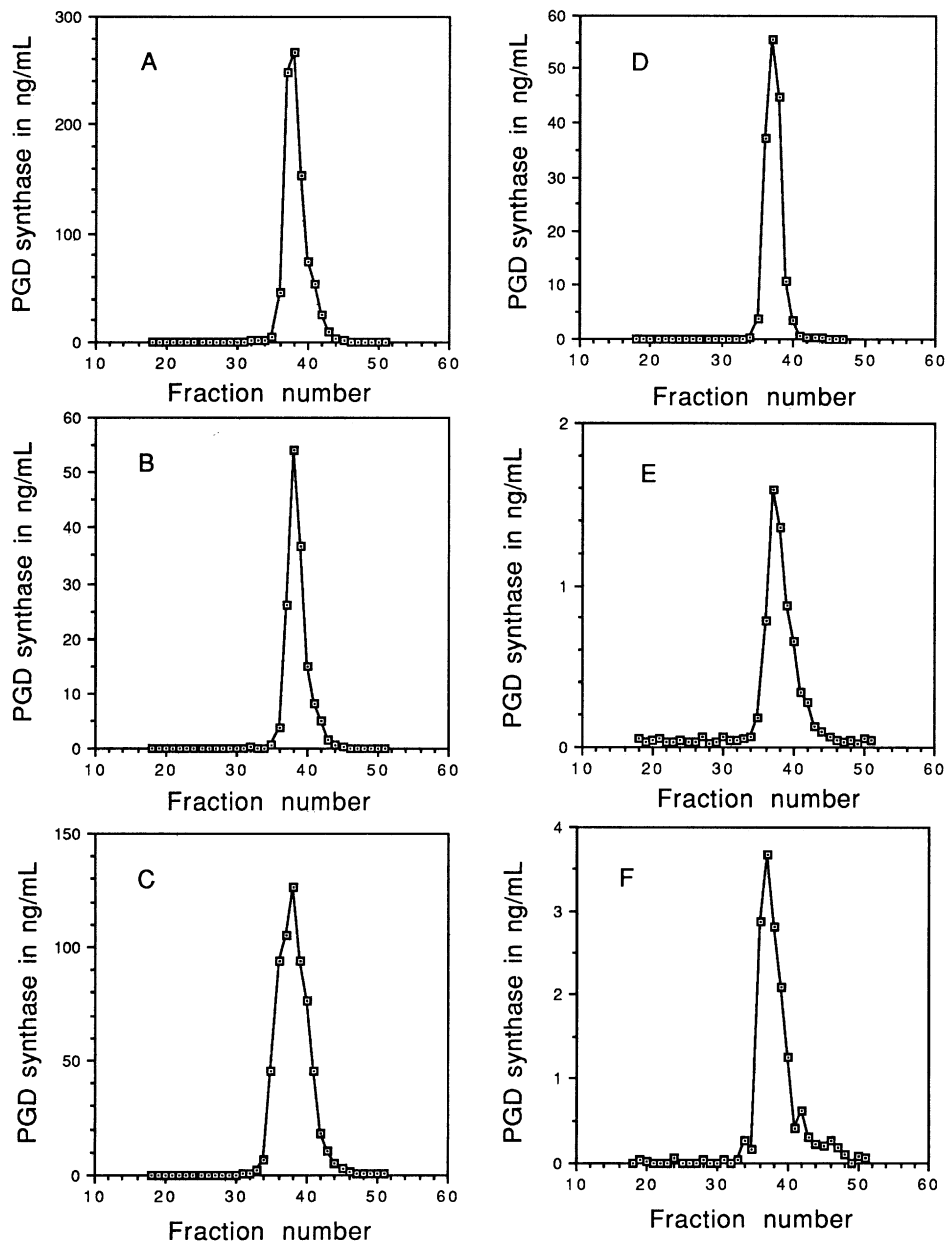 A
PGD synthase in ng/mL
300
200
100
0
10 20 30 40 50 60
Fraction number
B
PGD synthase in ng/mL
60
50
40
30
20
10
0
10 20 30 40 50 60
Fraction number
C
PGD synthase in ng/mL
150
100
50
0
10 20 30 40 50 60
Fraction number
D
PGD synthase in ng/mL
60
50
40
30
20
10
0
10 20 30 40 50 60
Fraction number
E
PGD synthase in ng/mL
2
1
0
10 20 30 40 50 60
Fraction number
F
PGD synthase in ng/mL
4
3
2
1
0
10 20 30 40 50 60
Fraction number